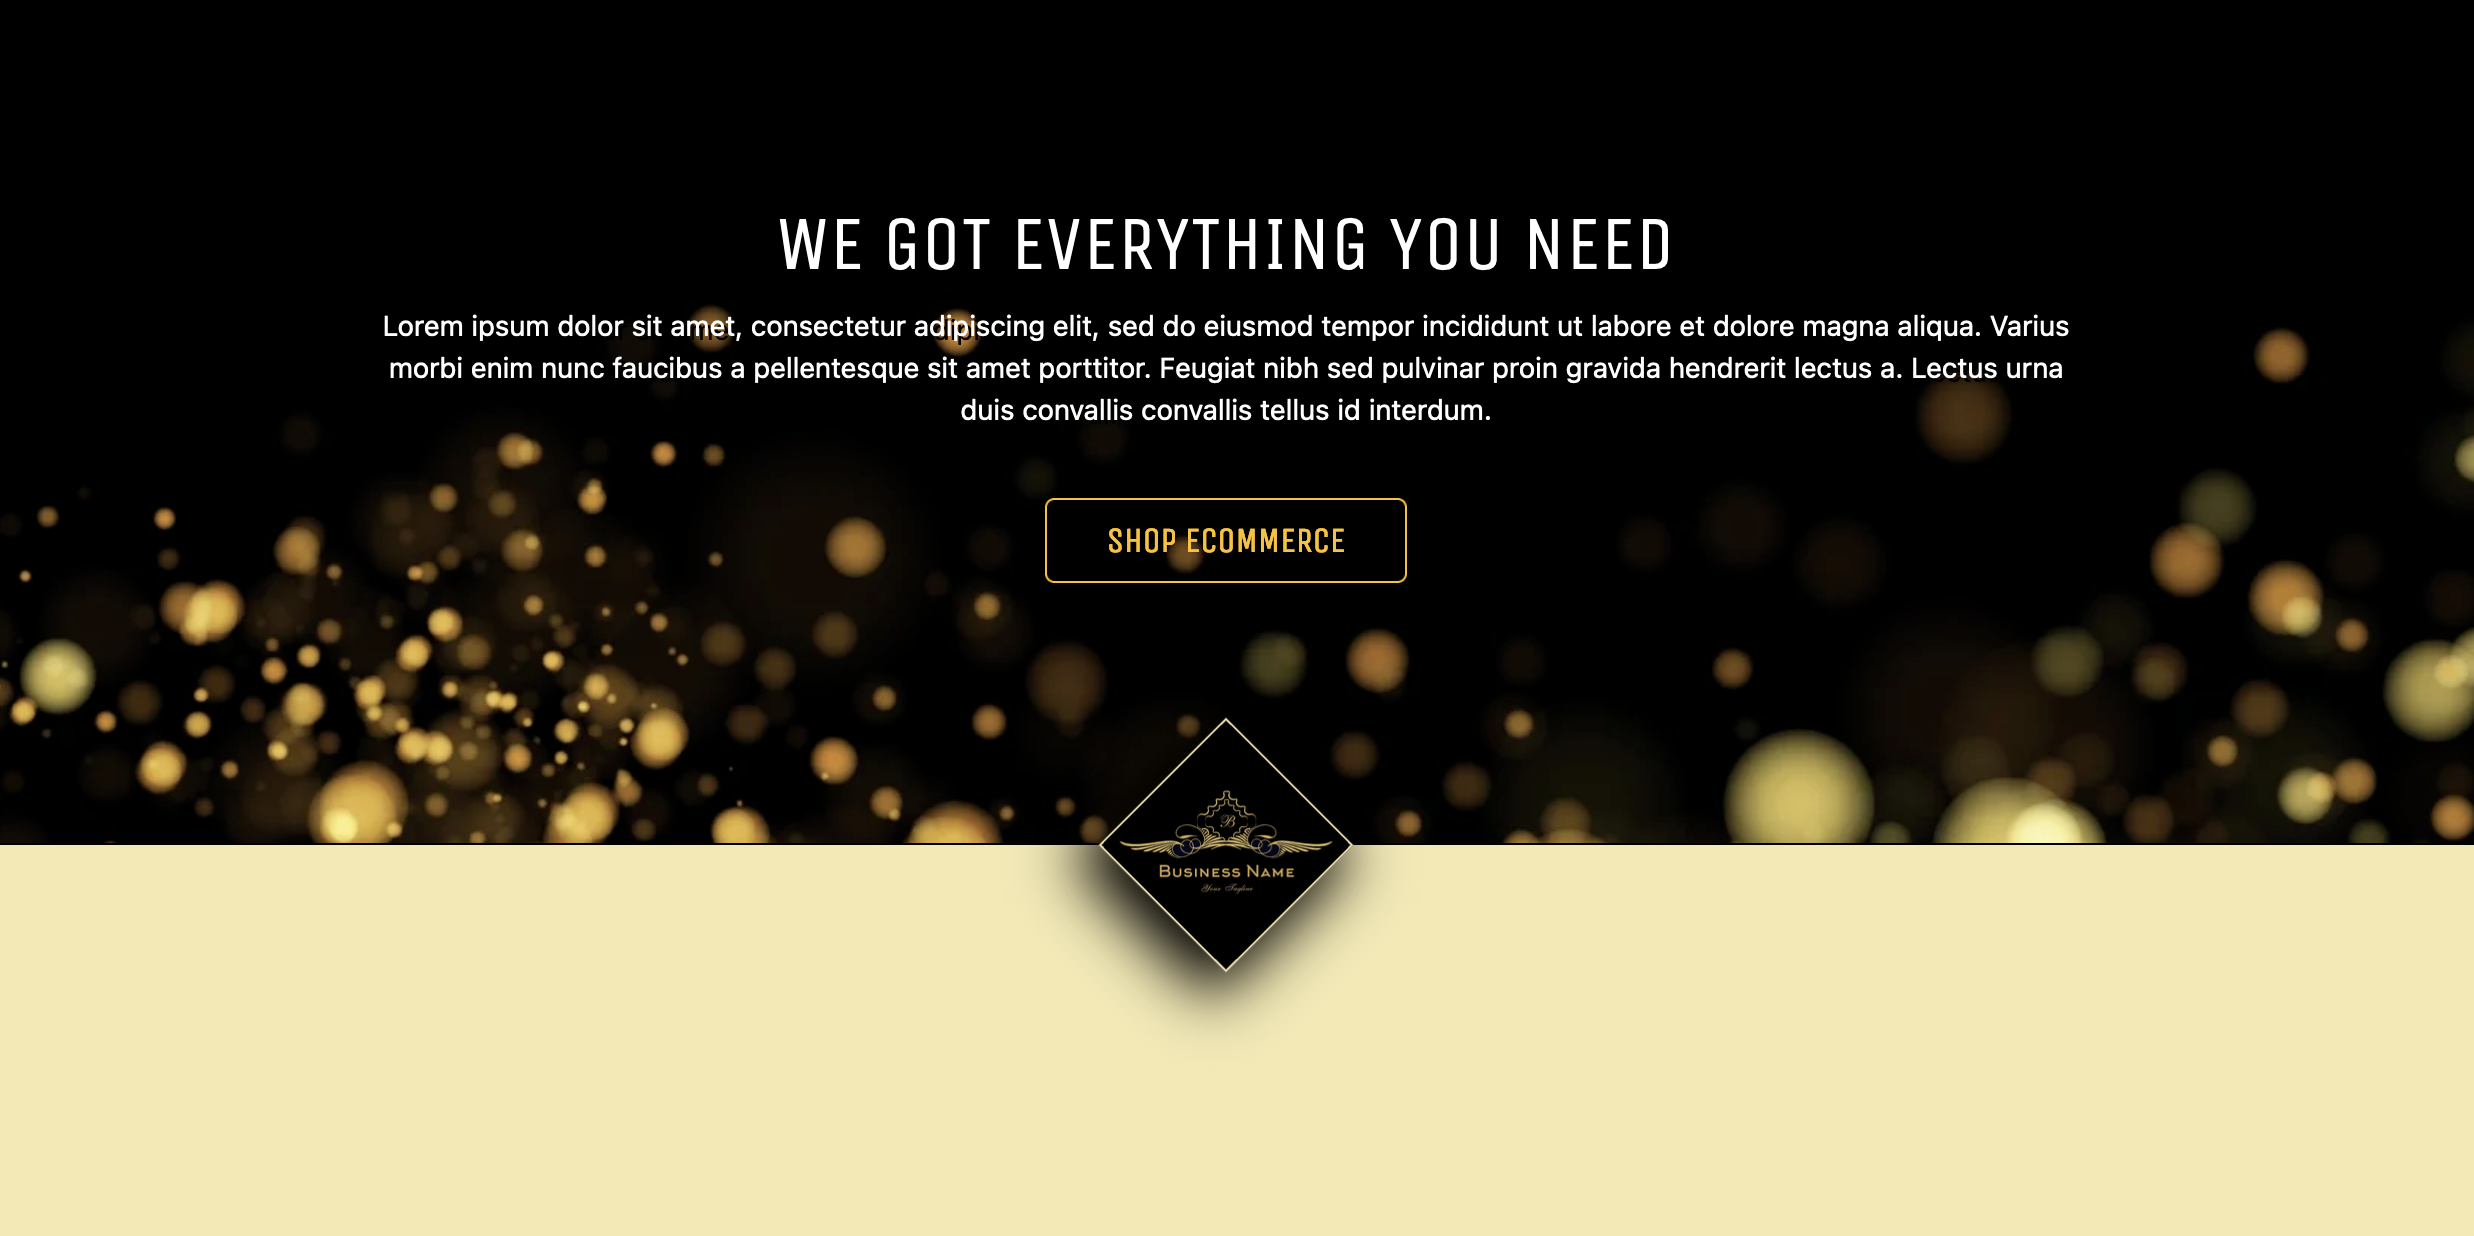 WE GOT EVERYTHING YOU NEED
Lorem ipsum dolor sit amet, consectetur adipiscing elit, sed do eiusmod tempor incididunt ut labore et dolore magna aliqua. Varius
morbi enim nunc faucibus a pellentesque sit amet porttitor. Feugiat nibh sed pulvinar proin gravida hendrerit lectus a. Lectus urna
duis convallis convallis tellus id interdum.
SHOP ECOMMERCE
B
BUSINESS NAME
Your Tagline